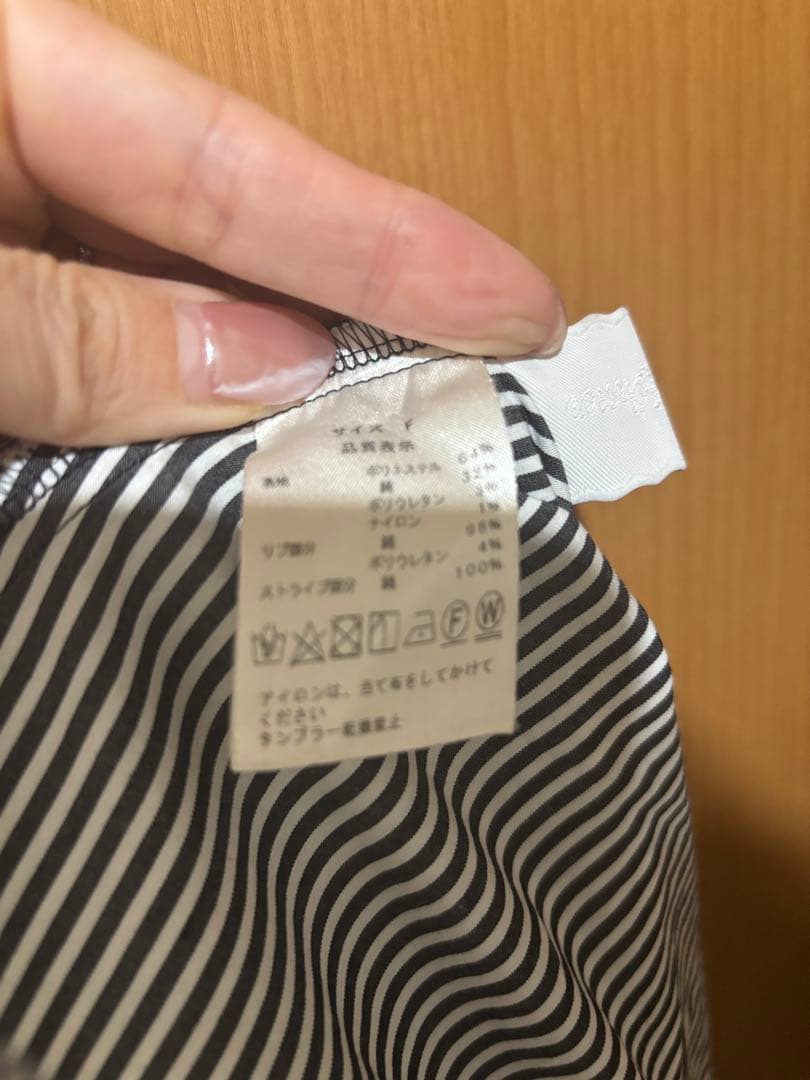 サイズ F
品質表示
表地 ポリエステル 64%
綿 32%
ポリウレタン 3%
ナイロン 1%
リブ部分 綿 96%
ポリウレタン 4%
ストライプ部分 綿 100%
F W
アイロンは、当て布をしてかけて
ください
タンブラー乾燥禁止